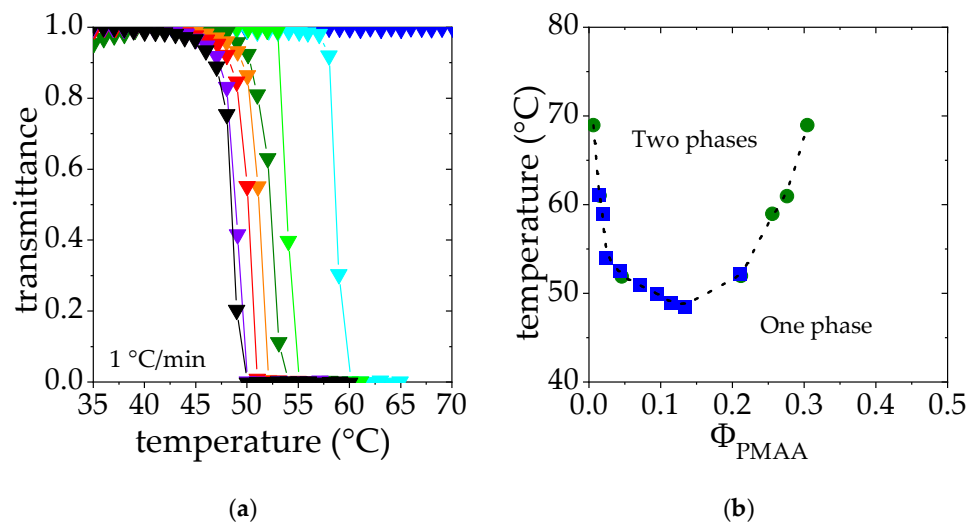 1.0
0.8
0.6
0.4
0.2
0.0
transmittance
1 °C/min
35 40 45 50 55 60 65 70
temperature (°C)
(a)
80
70
60
50
40
temperature (°C)
Two phases
One phase
0.0 0.1 0.2 0.3 0.4 0.5
Φ_PMAA
(b)